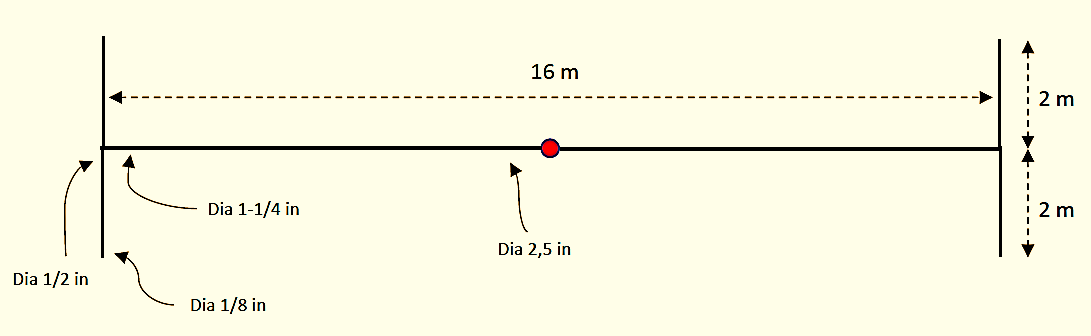 16 m
2 m
2 m
Dia 1-1/4 in
Dia 2,5 in
Dia 1/2 in
Dia 1/8 in